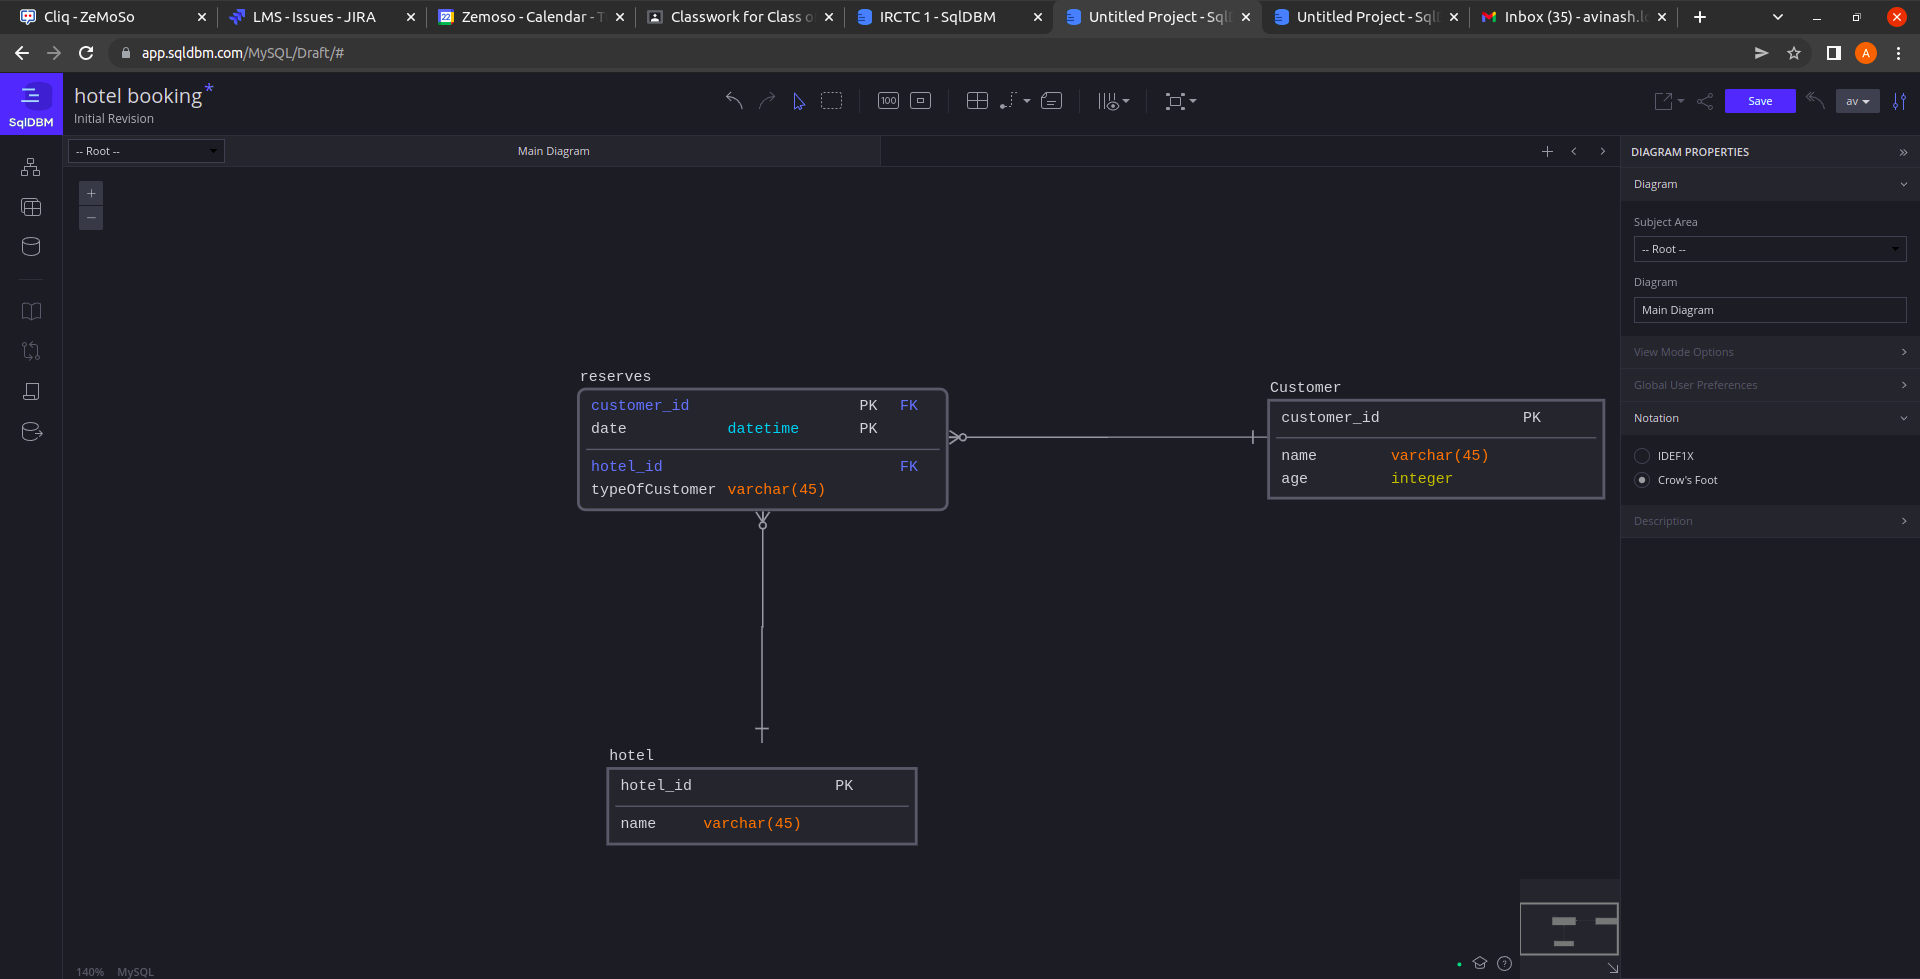 Cliq - ZeMoSo
LMS - Issues - JIRA
22
Zemoso - Calendar - T
Classwork for Class o
IRCTC 1 - SqlDBM
Untitled Project - Sql
Untitled Project - Sql
Inbox (35) - avinash.l
app.sqldbm.com/MySQL/Draft/#
A
SqlDBM
hotel booking*
Initial Revision
100
Save
av
-- Root --
Main Diagram
DIAGRAM PROPERTIES
Diagram
Subject Area
-- Root --
Diagram
Main Diagram
View Mode Options
Global User Preferences
Notation
IDEF1X
Crow's Foot
Description
reserves
customer_id PK FK
date datetime PK
hotel_id FK
typeOfCustomer varchar(45)
Customer
customer_id PK
name varchar(45)
age integer
hotel
hotel_id PK
name varchar(45)
140% MySQL